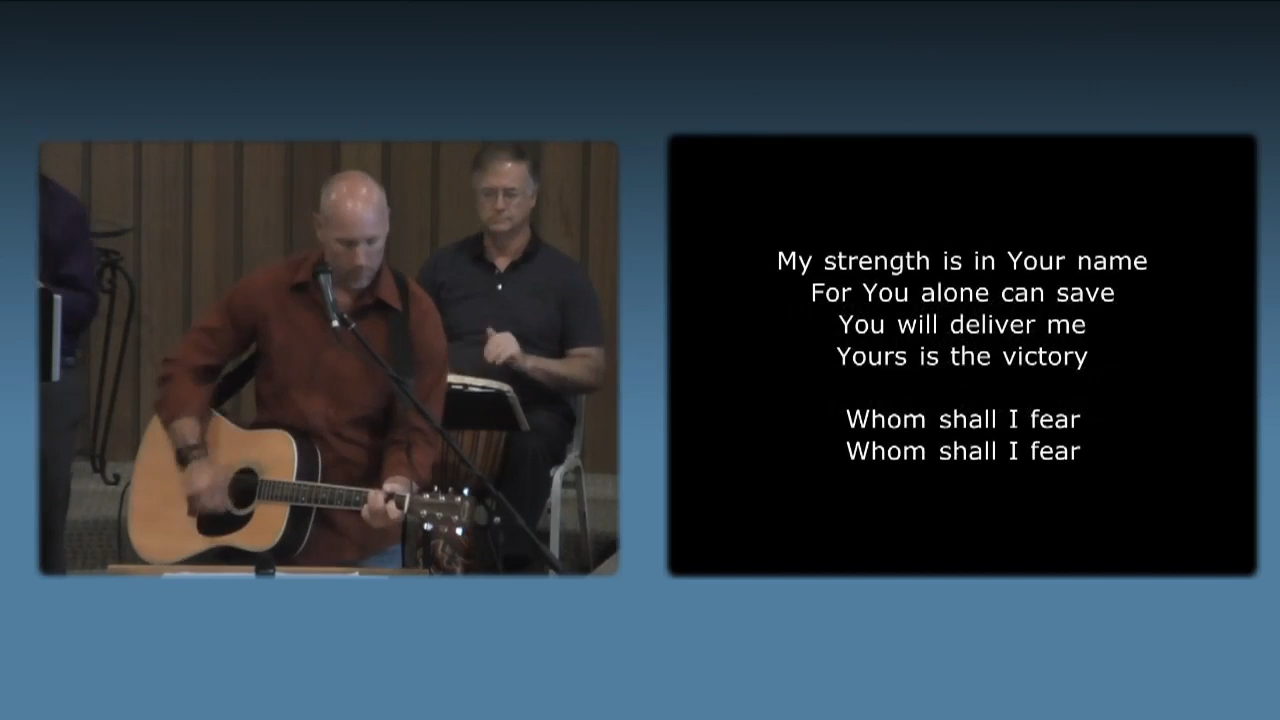 My strength is in Your name
For You alone can save
You will deliver me
Yours is the victory
Whom shall I fear
Whom shall I fear